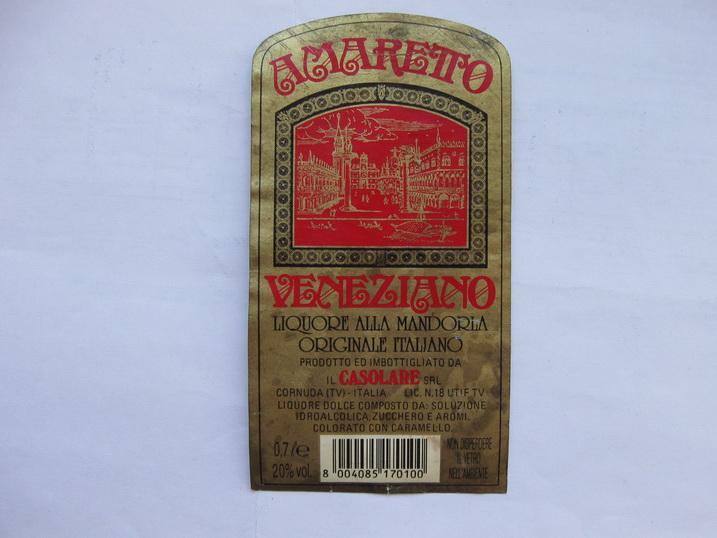 AMARETTO
VENEZIANO
LIQUORE ALLA MANDORLA
ORIGINALE ITALIANO
PRODOTTO ED IMBOTTIGLIATO DA
IL CASOLARE SRL
CORNUDA (TV) - ITALIA LIC. N.18 UTIF TV
LIQUORE DOLCE COMPOSTO DA: SOLUZIONE
IDROALCOLICA, ZUCCHERO E AROMI.
COLORATO CON CARAMELLO.
0,7 l e
20% vol.
8 004085 170100
NON DISPERDERE
IL VETRO
NELL'AMBIENTE